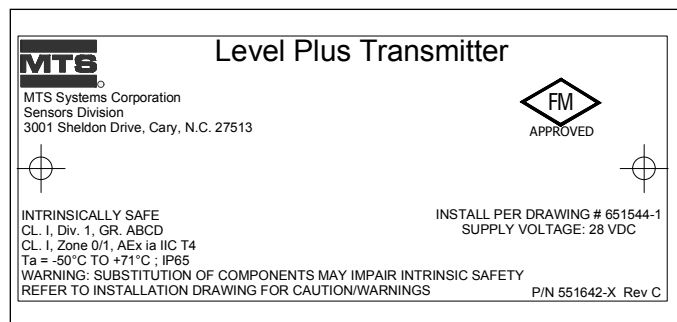 MTS
Level Plus Transmitter
MTS Systems Corporation
Sensors Division
3001 Sheldon Drive, Cary, N.C. 27513
FM
APPROVED
INTRINSICALLY SAFE
CL. I, Div. 1, GR. ABCD
CL. I, Zone 0/1, AEx ia IIC T4
Ta = -50°C TO +71°C ; IP65
INSTALL PER DRAWING # 651544-1
SUPPLY VOLTAGE: 28 VDC
WARNING: SUBSTITUTION OF COMPONENTS MAY IMPAIR INTRINSIC SAFETY
REFER TO INSTALLATION DRAWING FOR CAUTION/WARNINGS
P/N 551642-X Rev C